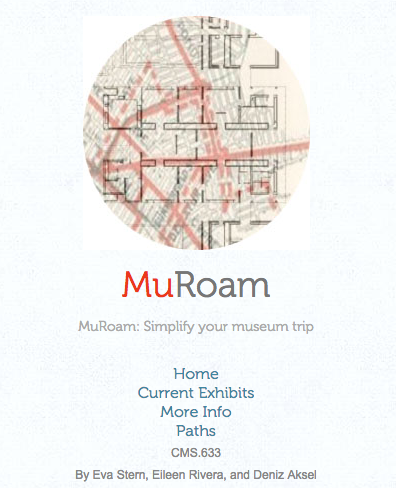 MuRoam
MuRoam: Simplify your museum trip
Home
Current Exhibits
More Info
Paths
CMS.633
By Eva Stern, Eileen Rivera, and Deniz Aksel